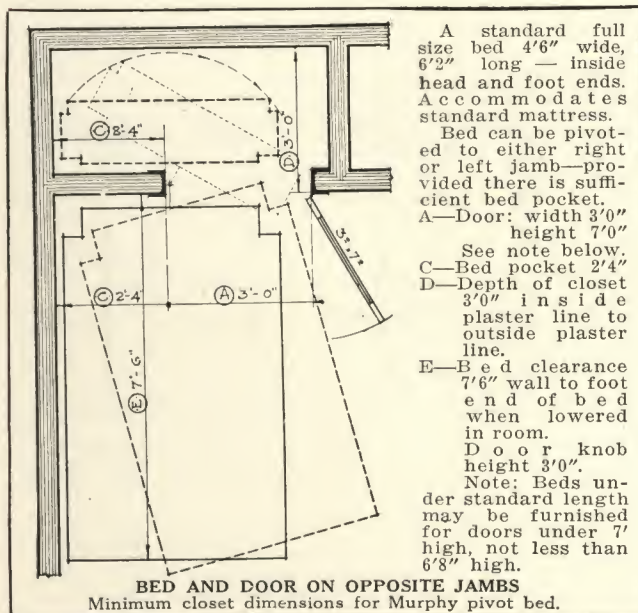 A standard full
size bed 4'6" wide,
6'2" long — inside
head and foot ends.
Accommodates
standard mattress.
Bed can be pivot-
ed to either right
or left jamb—pro-
vided there is suffi-
cient bed pocket.
A—Door: width 3'0"
height 7'0"
See note below.
C—Bed pocket 2'4"
D—Depth of closet
3'0" inside
plaster line to
outside plaster
line.
E—Bed clearance
7'6" wall to foot
end of bed
when lowered
in room.
Door knob
height 3'0".
Note: Beds un-
der standard length
may be furnished
for doors under 7'
high, not less than
6'8" high.
C 8'-4"
D 3'-0"
3°×7°
C 2'-4"
A 3'-0"
E 7'-6"
BED AND DOOR ON OPPOSITE JAMBS
Minimum closet dimensions for Murphy pivot bed.